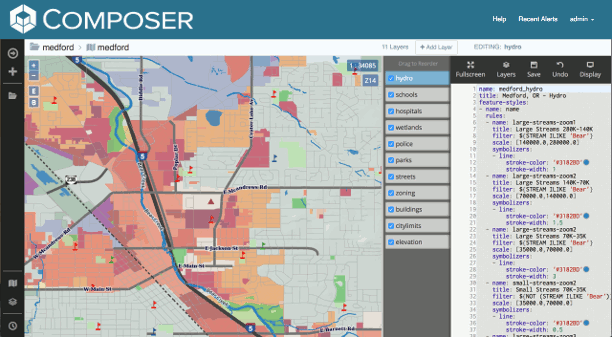 COMPOSER
Help
Recent Alerts
admin
medford > medford
11 Layers
+ Add Layer
EDITING: hydro
Drag to Reorder
hydro
schools
hospitals
wetlands
police
parks
streets
zoning
buildings
citylimits
elevation
Fullscreen
Layers
Save
Undo
Display
1 : 34085
Z14
+
-
E
B
5
5
5
E Mcandrews Rd
W Mcandrews Rd
E Jackson St
E Main St
W Main St
E Barnett Rd
1 name: medford_hydro
2 title: Medford, OR - Hydro
3 feature-styles:
4 - name: name
5 rules:
6 - name: large-streams-zoom1
7 title: Large Streams 280K-140K
8 filter: ${STREAM ILIKE 'Bear'}
9 scale: [140000.0,280000.0]
10 symbolizers:
11 - line:
12 stroke-color: '#3182BD'
13 stroke-width: 1
14 - name: large-streams-zoom2
15 title: Large Streams 140K-70K
16 filter: ${STREAM ILIKE 'Bear'}
17 scale: [70000.0,140000.0]
18 symbolizers:
19 - line:
20 stroke-color: '#3182BD'
21 stroke-width: 1.5
22 - name: large-streams-zoom2
23 title: Large Streams 70K-35K
24 filter: ${STREAM ILIKE 'Bear'}
25 scale: [35000.0,70000.0]
26 symbolizers:
27 - line:
28 stroke-color: '#3182BD'
29 stroke-width: 3
30 - name: small-streams-zoom2
31 title: Small Streams 70K-35K
32 filter: ${NOT (STREAM ILIKE 'Bear')
33 scale: [35000.0,70000.0]
34 symbolizers:
35 - line:
36 stroke-color: '#3182BD'
37 stroke-width: 0.5
38 - name: large-streams-zoom3